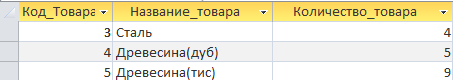 Код_Товара Название_товара Количество_товара
3 Сталь 4
4 Древесина(дуб) 5
5 Древесина(тис) 9